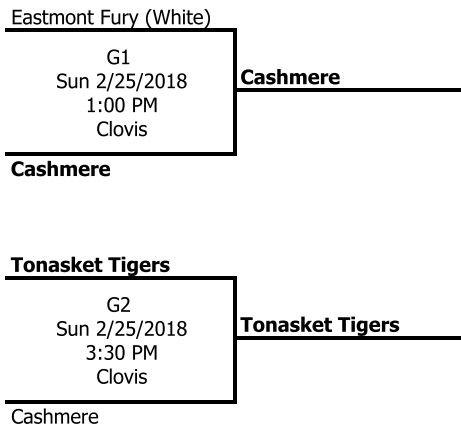 Eastmont Fury (White)
G1
Sun 2/25/2018
1:00 PM
Clovis
Cashmere
Cashmere
Tonasket Tigers
G2
Sun 2/25/2018
3:30 PM
Clovis
Tonasket Tigers
Cashmere